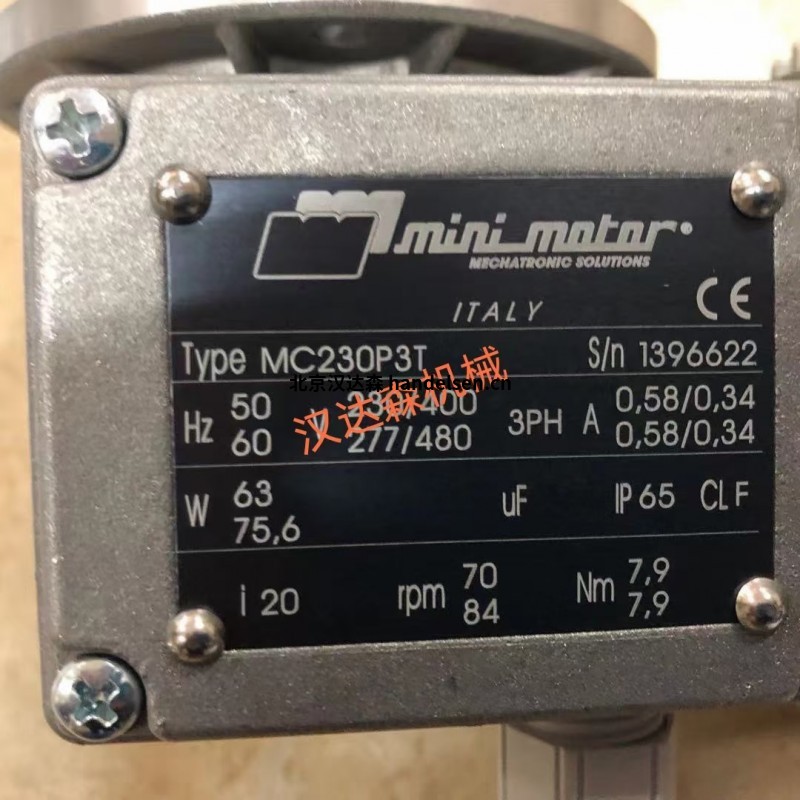 mini motor®
MECHATRONIC SOLUTIONS
ITALY
CE
Type MC230P3T S/n 1396622
北京汉达森 handelsen.cn
汉达森机械
Hz 50 V 230/400 3PH A 0,58/0,34
60 277/480 0,58/0,34
W 63 uF IP 65 CL F
75,6
i 20 rpm 70 Nm 7,9
84 7,9